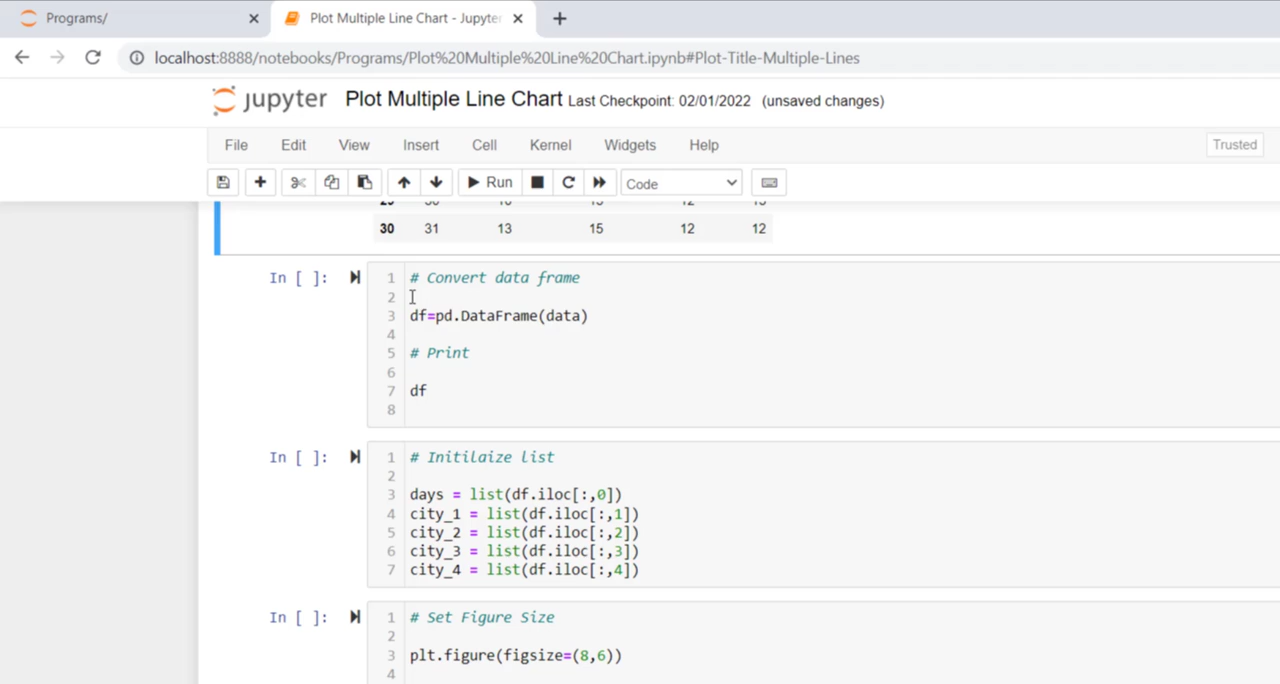 Programs/
Plot Multiple Line Chart - Jupyter
localhost:8888/notebooks/Programs/Plot%20Multiple%20Line%20Chart.ipynb#Plot-Title-Multiple-Lines
jupyter Plot Multiple Line Chart Last Checkpoint: 02/01/2022 (unsaved changes)
File Edit View Insert Cell Kernel Widgets Help Trusted
Run Code
30 31 13 15 12 12
In [ ]: 1 # Convert data frame
2
3 df=pd.DataFrame(data)
4
5 # Print
6
7 df
8
In [ ]: 1 # Initilaize list
2
3 days = list(df.iloc[:,0])
4 city_1 = list(df.iloc[:,1])
5 city_2 = list(df.iloc[:,2])
6 city_3 = list(df.iloc[:,3])
7 city_4 = list(df.iloc[:,4])
In [ ]: 1 # Set Figure Size
2
3 plt.figure(figsize=(8,6))
4